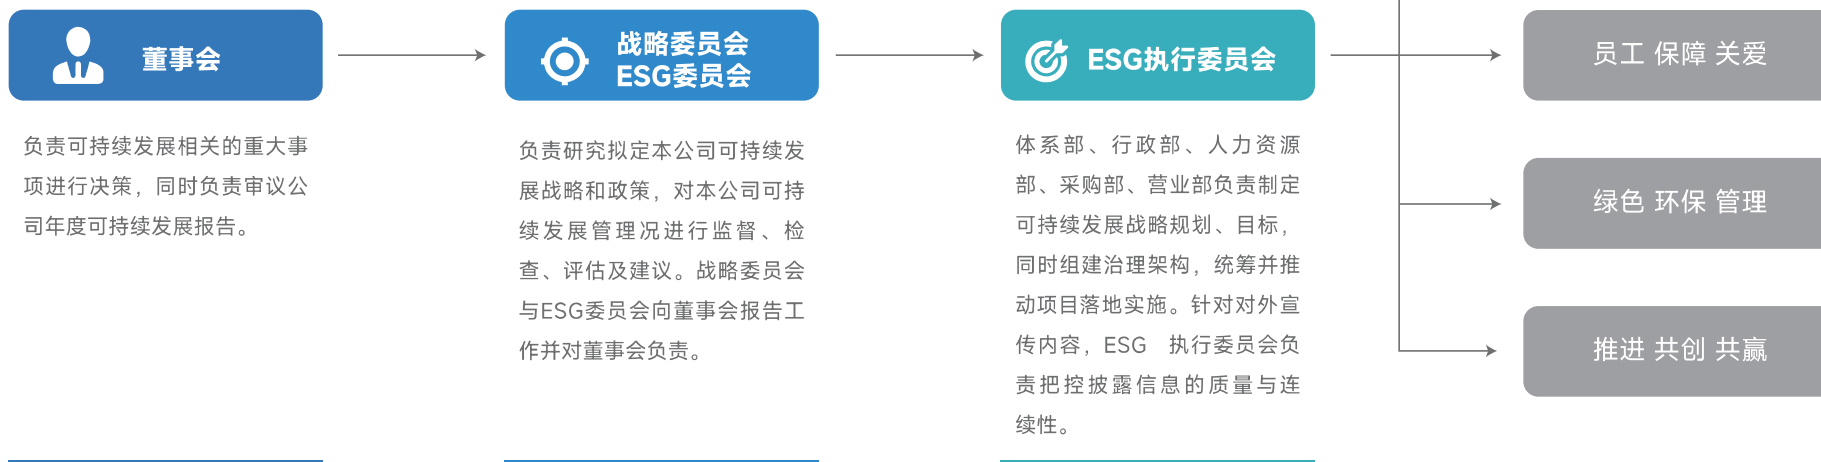 董事会
负责可持续发展相关的重大事
项进行决策，同时负责审议公
司年度可持续发展报告。
战略委员会
ESG委员会
负责研究拟定本公司可持续发
展战略和政策，对本公司可持
续发展管理况进行监督、检
查、评估及建议。战略委员会
与ESG委员会向董事会报告工
作并对董事会负责。
ESG执行委员会
体系部、行政部、人力资源
部、采购部、营业部负责制定
可持续发展战略规划、目标，
同时组建治理架构，统筹并推
动项目落地实施。针对对外宣
传内容，ESG 执行委员会负
责把控披露信息的质量与连
续性。
员工 保障 关爱
绿色 环保 管理
推进 共创 共赢